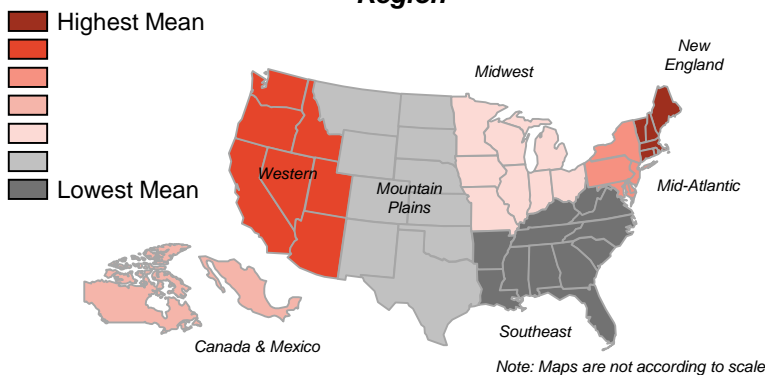 Region
Highest Mean
New
England
Midwest
Western
Mountain
Plains
Mid-Atlantic
Lowest Mean
Southeast
Canada & Mexico
Note: Maps are not according to scale